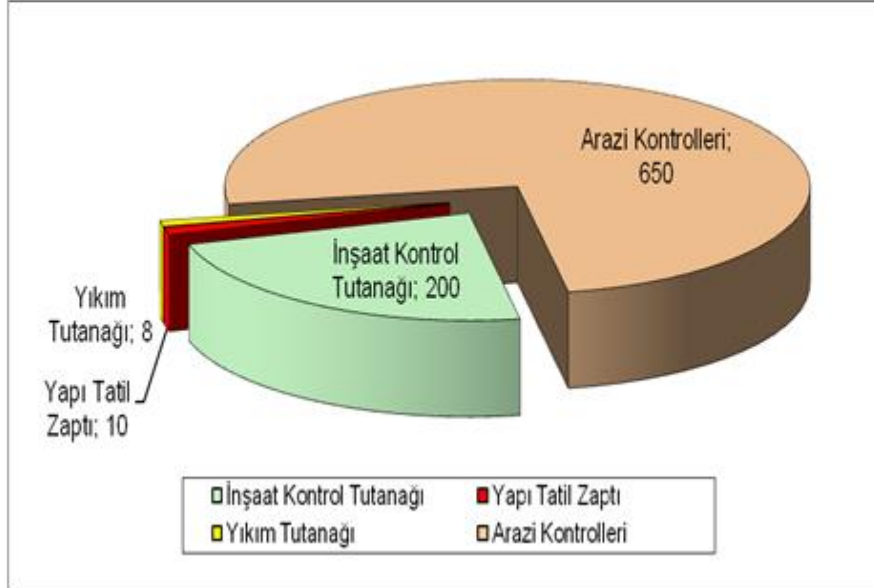 Arazi Kontrolleri;
650
İnşaat Kontrol
Tutanağı; 200
Yıkım
Tutanağı; 8
Yapı Tatil
Zaptı; 10
İnşaat Kontrol Tutanağı
Yapı Tatil Zaptı
Yıkım Tutanağı
Arazi Kontrolleri